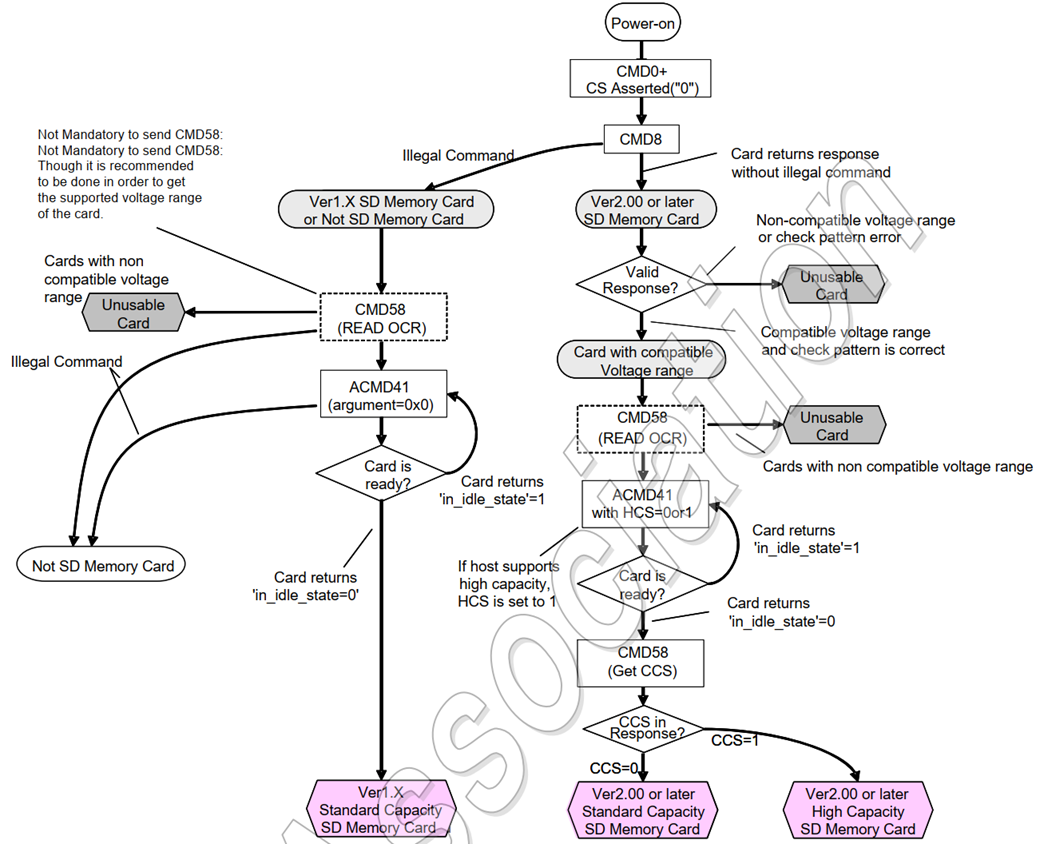 Power-on
CMD0+
CS Asserted("0")
CMD8
Illegal Command
Card returns response
without illegal command
Not Mandatory to send CMD58:
Not Mandatory to send CMD58:
Though it is recommended
to be done in order to get
the supported voltage range
of the card.
Ver1.X SD Memory Card
or Not SD Memory Card
Ver2.00 or later
SD Memory Card
Non-compatible voltage range
or check pattern error
Valid
Response?
Unusable
Card
Cards with non
compatible voltage
range
Unusable
Card
CMD58
(READ OCR)
Compatible voltage range
and check pattern is correct
Card with compatible
Voltage range
Illegal Command
ACMD41
(argument=0x0)
CMD58
(READ OCR)
Unusable
Card
Cards with non compatible voltage range
Card is
ready?
Card returns
'in_idle_state'=1
ACMD41
with HCS=0or1
Card returns
'in_idle_state'=1
Not SD Memory Card
Card returns
'in_idle_state=0'
If host supports
high capacity,
HCS is set to 1
Card is
ready?
Card returns
'in_idle_state'=0
CMD58
(Get CCS)
CCS in
Response?
CCS=1
CCS=0
Ver1.X
Standard Capacity
SD Memory Card
Ver2.00 or later
Standard Capacity
SD Memory Card
Ver2.00 or later
High Capacity
SD Memory Card
Association